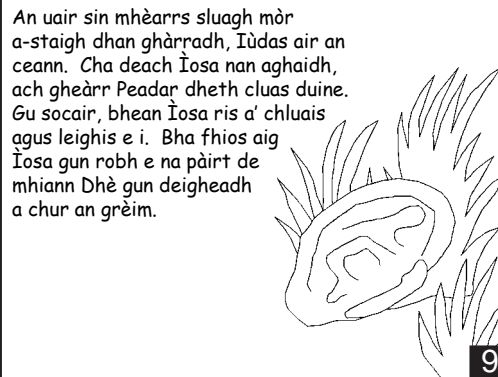 An uair sin mhèarrs sluagh mòr
a-staigh dhan ghàrradh, Iùdas air an
ceann.  Cha deach Ìosa nan aghaidh,
ach gheàrr Peadar dheth cluas duine.
Gu socair, bhean Ìosa ris a' chluais
agus leighis e i.  Bha fhios aig
Ìosa gun robh e na pàirt de
mhiann Dhè gun deigheadh
a chur an grèim.
9